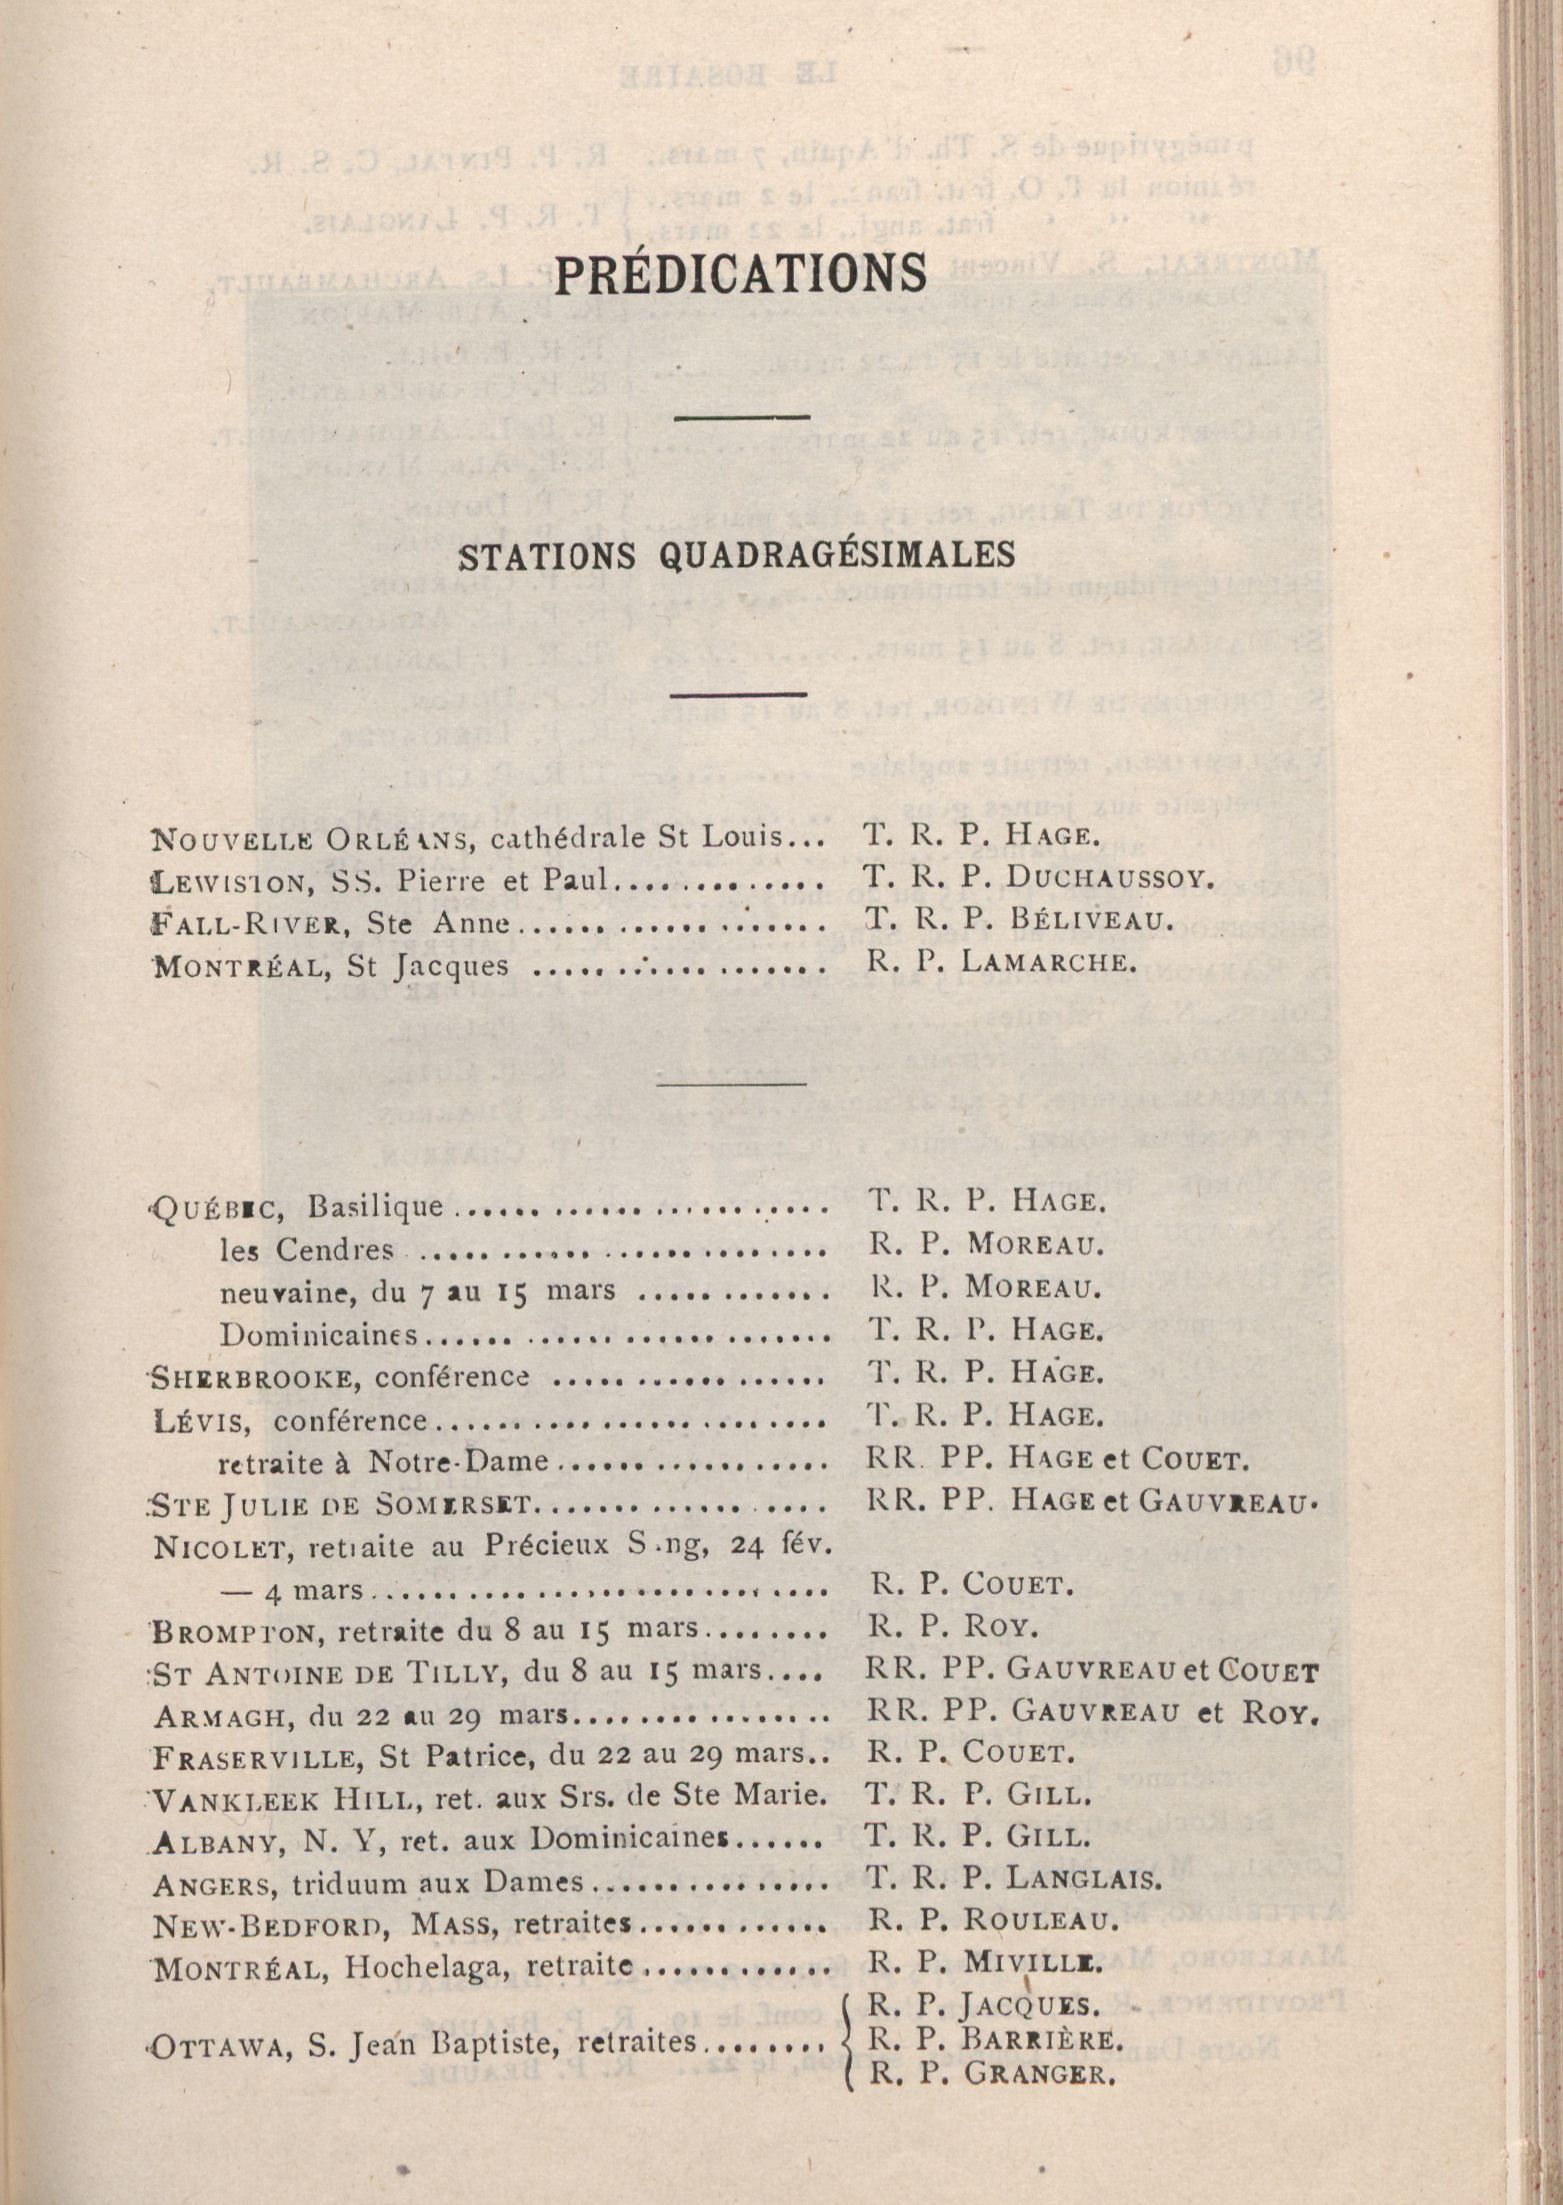 PRÉDICATIONS
STATIONS QUADRAGÉSIMALES
NOUVELLE ORLÉANS, cathédrale St Louis... T. R. P. HAGE.
LEWISTON, SS. Pierre et Paul.............. T. R. P. DUCHAUSSOY.
FALL-RIVER, Ste Anne........................ T. R. P. BÉLIVEAU.
MONTRÉAL, St Jacques ...................... R. P. LAMARCHE.
QUÉBEC, Basilique ............................. T. R. P. HAGE.
les Cendres ................................ R. P. MOREAU.
neuvaine, du 7 au 15 mars ............. R. P. MOREAU.
Dominicaines................................ T. R. P. HAGE.
SHERBROOKE, conférence ................... T. R. P. HAGE.
LÉVIS, conférence............................. T. R. P. HAGE.
retraite à Notre-Dame.................... RR. PP. HAGE et COUET.
STE JULIE DE SOMERSET...................... RR. PP. HAGE et GAUVREAU.
NICOLET, retraite au Précieux Sang, 24 fév.
— 4 mars.................................... R. P. COUET.
BROMPTON, retraite du 8 au 15 mars......... R. P. ROY.
ST ANTOINE DE TILLY, du 8 au 15 mars.... RR. PP. GAUVREAU et COUET
ARMAGH, du 22 au 29 mars................ RR. PP. GAUVREAU et ROY.
FRASERVILLE, St Patrice, du 22 au 29 mars.. R. P. COUET.
VANKLEEK HILL, ret. aux Srs. de Ste Marie. T. R. P. GILL.
ALBANY, N. Y, ret. aux Dominicaines...... T. R. P. GILL.
ANGERS, triduum aux Dames................ T. R. P. LANGLAIS.
NEW-BEDFORD, MASS, retraites............. R. P. ROULEAU.
MONTRÉAL, Hochelaga, retraite............. R. P. MIVILLE.
R. P. JACQUES.
OTTAWA, S. Jean Baptiste, retraites......... R. P. BARRIÈRE.
R. P. GRANGER.